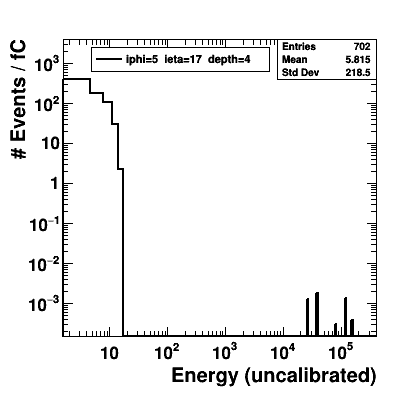 # Events / fC
iphi=5 ieta=17 depth=4
Entries 702
Mean 5.815
Std Dev 218.5
10³
10²
10
1
10⁻¹
10⁻²
10⁻³
10 10² 10³ 10⁴ 10⁵
Energy (uncalibrated)